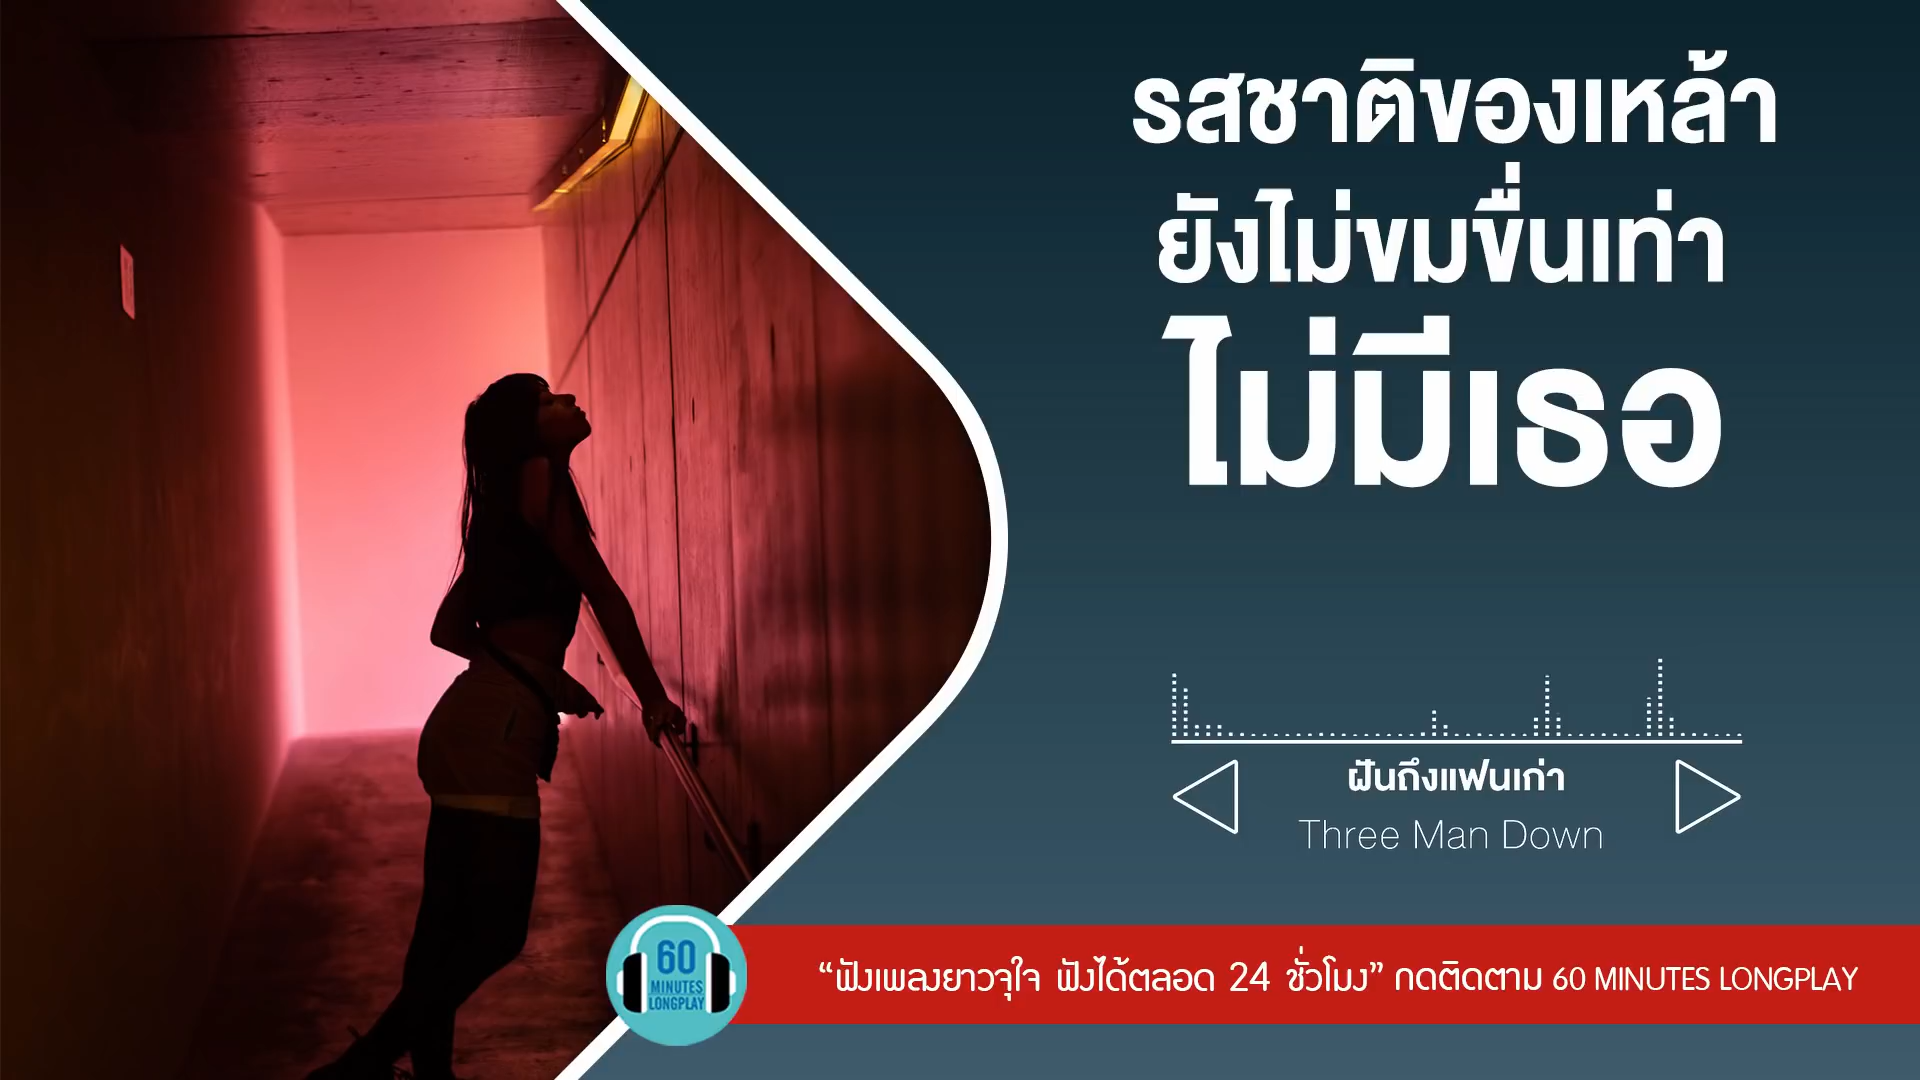 รสชาติของเหล้า
ยังไม่ขมขื่นเท่า
ไม่มีเธอ
ฝันถึงแฟนเก่า
Three Man Down
60
MINUTES
LONGPLAY
“ฟังเพลงยาวจุใจ ฟังได้ตลอด 24 ชั่วโมง” กดติดตาม 60 MINUTES LONGPLAY